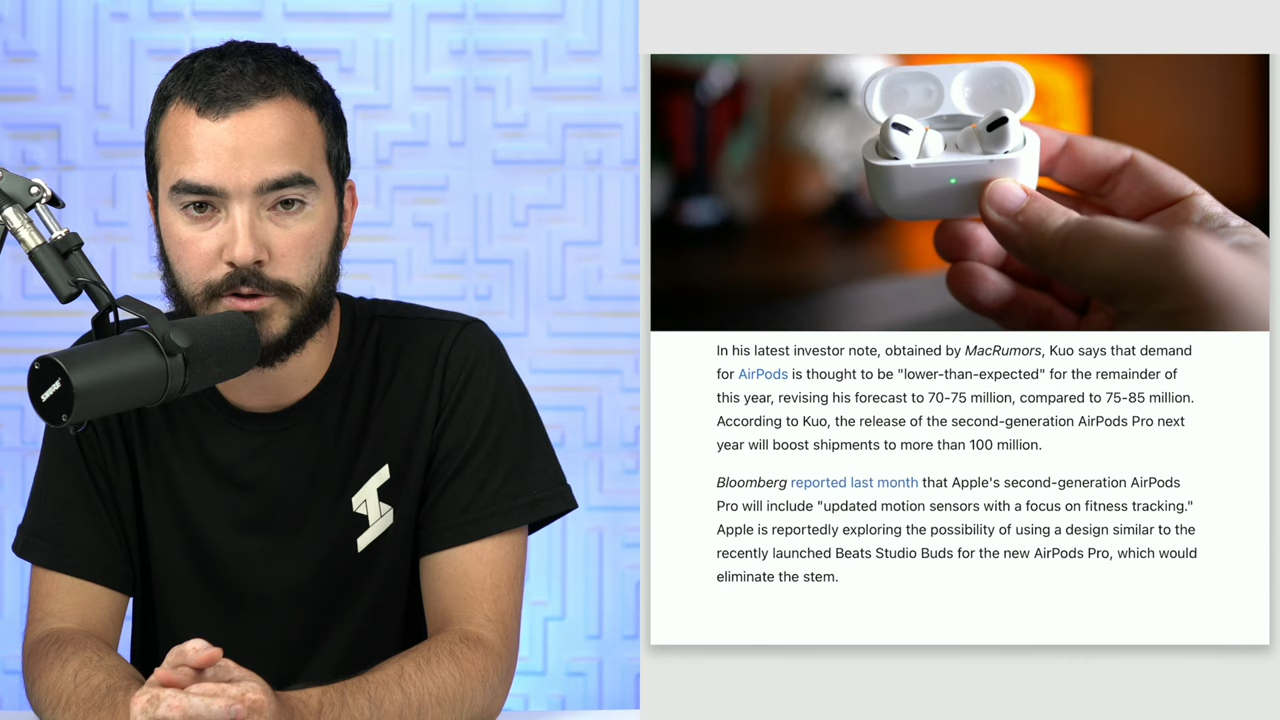 SHURE
In his latest investor note, obtained by MacRumors, Kuo says that demand
for AirPods is thought to be "lower-than-expected" for the remainder of
this year, revising his forecast to 70-75 million, compared to 75-85 million.
According to Kuo, the release of the second-generation AirPods Pro next
year will boost shipments to more than 100 million.
Bloomberg reported last month that Apple's second-generation AirPods
Pro will include "updated motion sensors with a focus on fitness tracking."
Apple is reportedly exploring the possibility of using a design similar to the
recently launched Beats Studio Buds for the new AirPods Pro, which would
eliminate the stem.